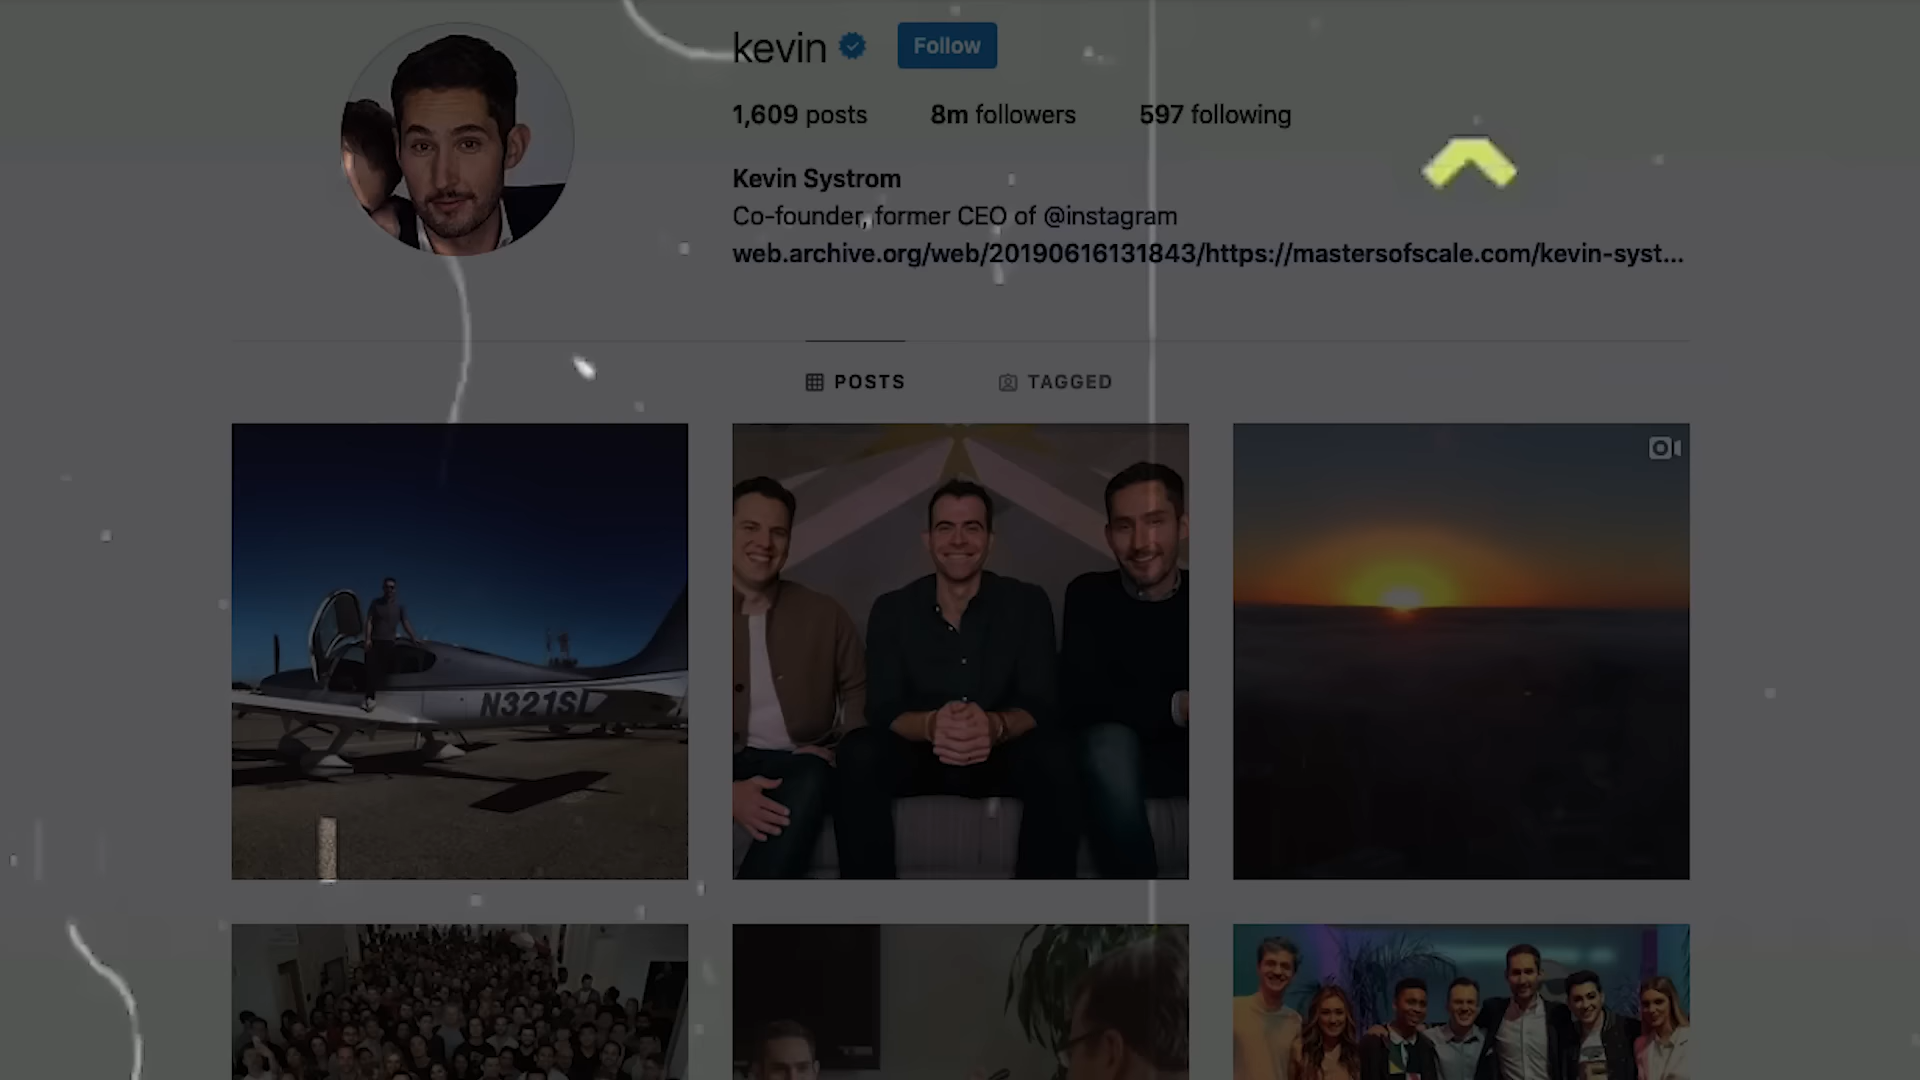 kevin Follow
1,609 posts 8m followers 597 following
Kevin Systrom
Co-founder, former CEO of @instagram
web.archive.org/web/20190616131843/https://mastersofscale.com/kevin-syst...
POSTS TAGGED
N321SL